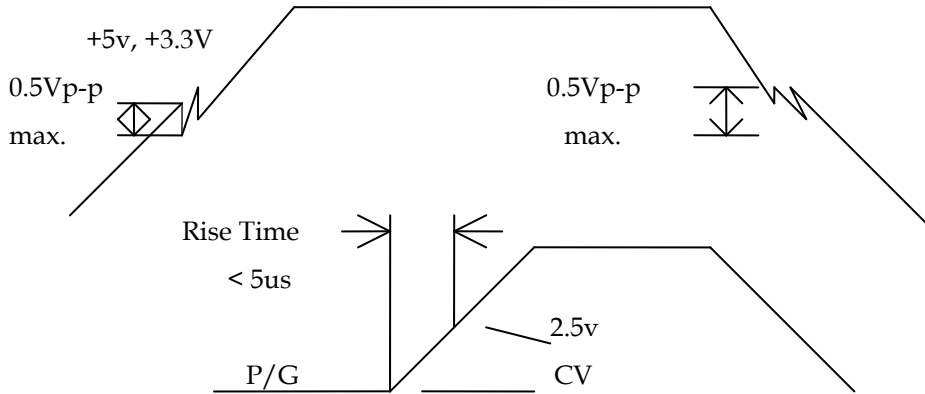 +5v, +3.3V
0.5Vp-p
max.
0.5Vp-p
max.
Rise Time
< 5us
2.5v
P/G
CV